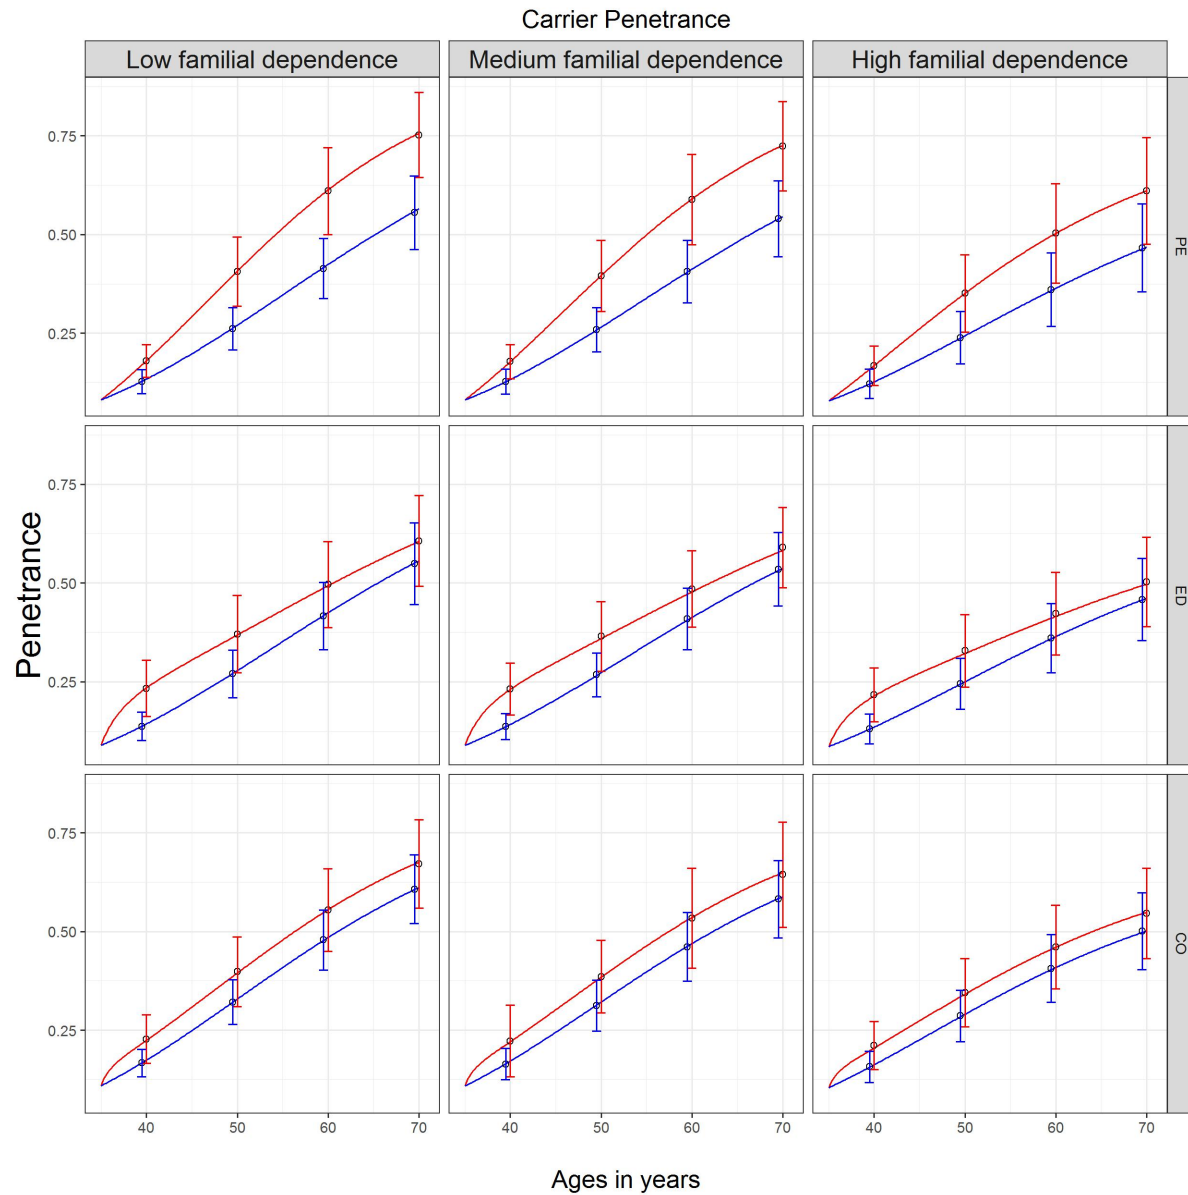 Carrier Penetrance
Low familial dependence
Medium familial dependence
High familial dependence
Penetrance
0.75
0.50
0.25
PE
0.75
0.50
0.25
ED
0.75
0.50
0.25
CO
40 50 60 70
40 50 60 70
40 50 60 70
Ages in years